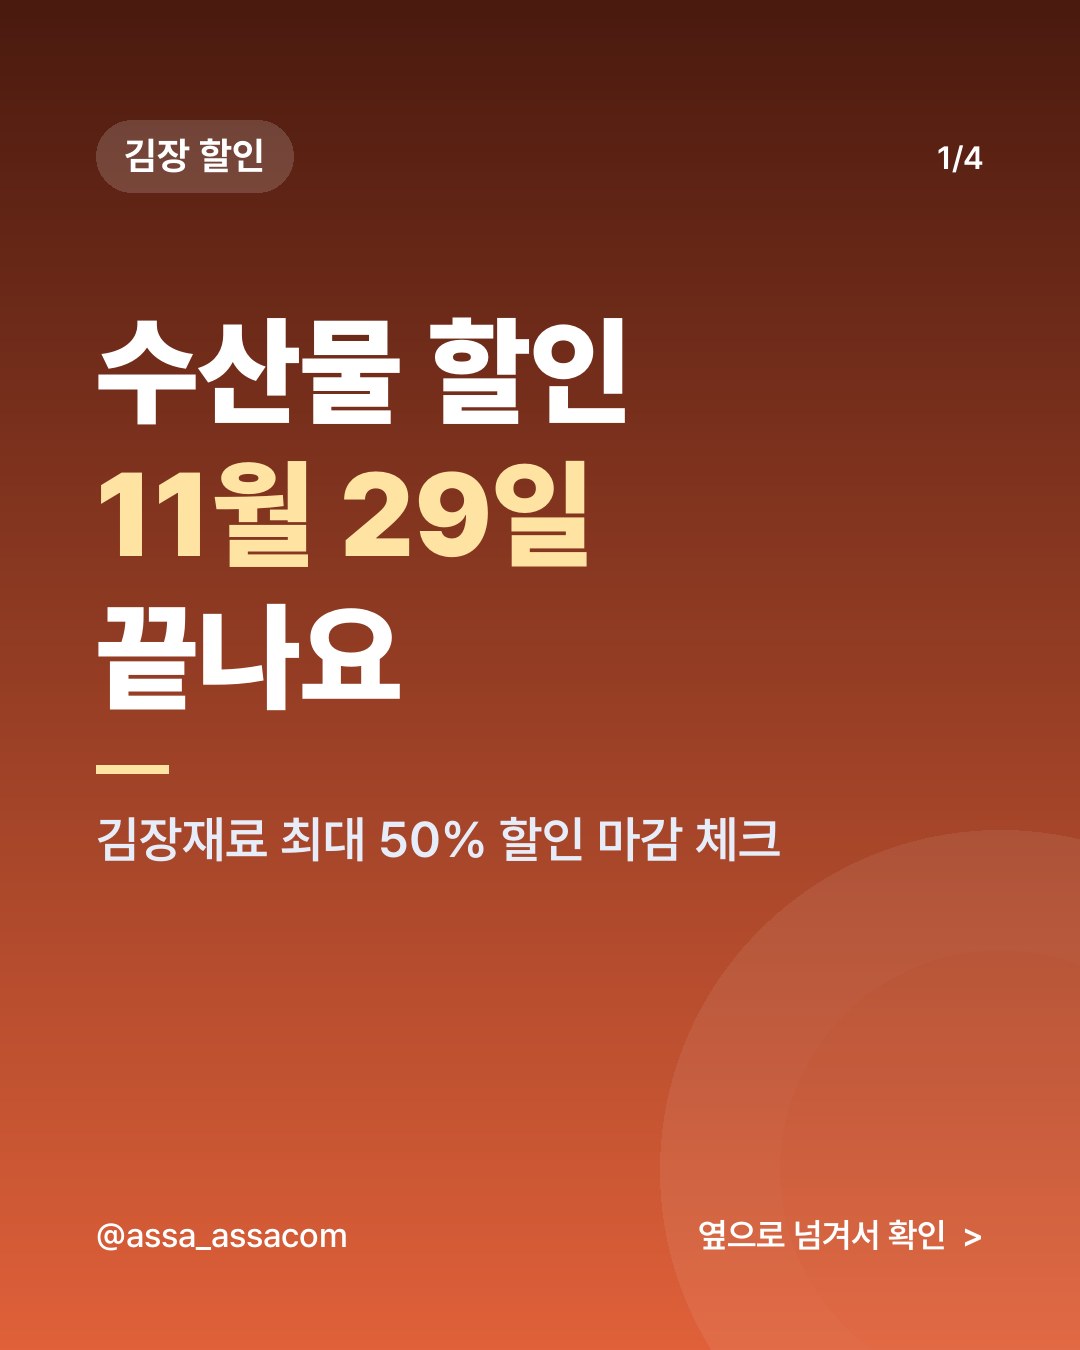 김장 할인
1/4
수산물 할인
11월 29일
끝나요
김장재료 최대 50% 할인 마감 체크
@assa_assacom
옆으로 넘겨서 확인 >